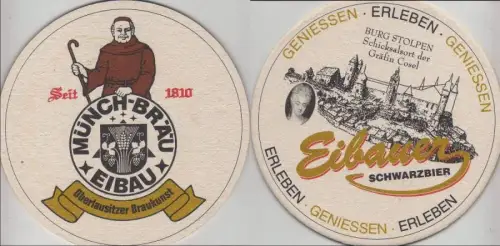 Seit 1810
MÜNCH-BRÄU
EIBAU
Oberlausitzer Braukunst
GENIESSEN · ERLEBEN · GENIESSEN ·
BURG STOLPEN
Schicksalsort der
Gräfin Cosel
Eibauer
SCHWARZBIER
ERLEBEN · GENIESSEN · ERLEBEN